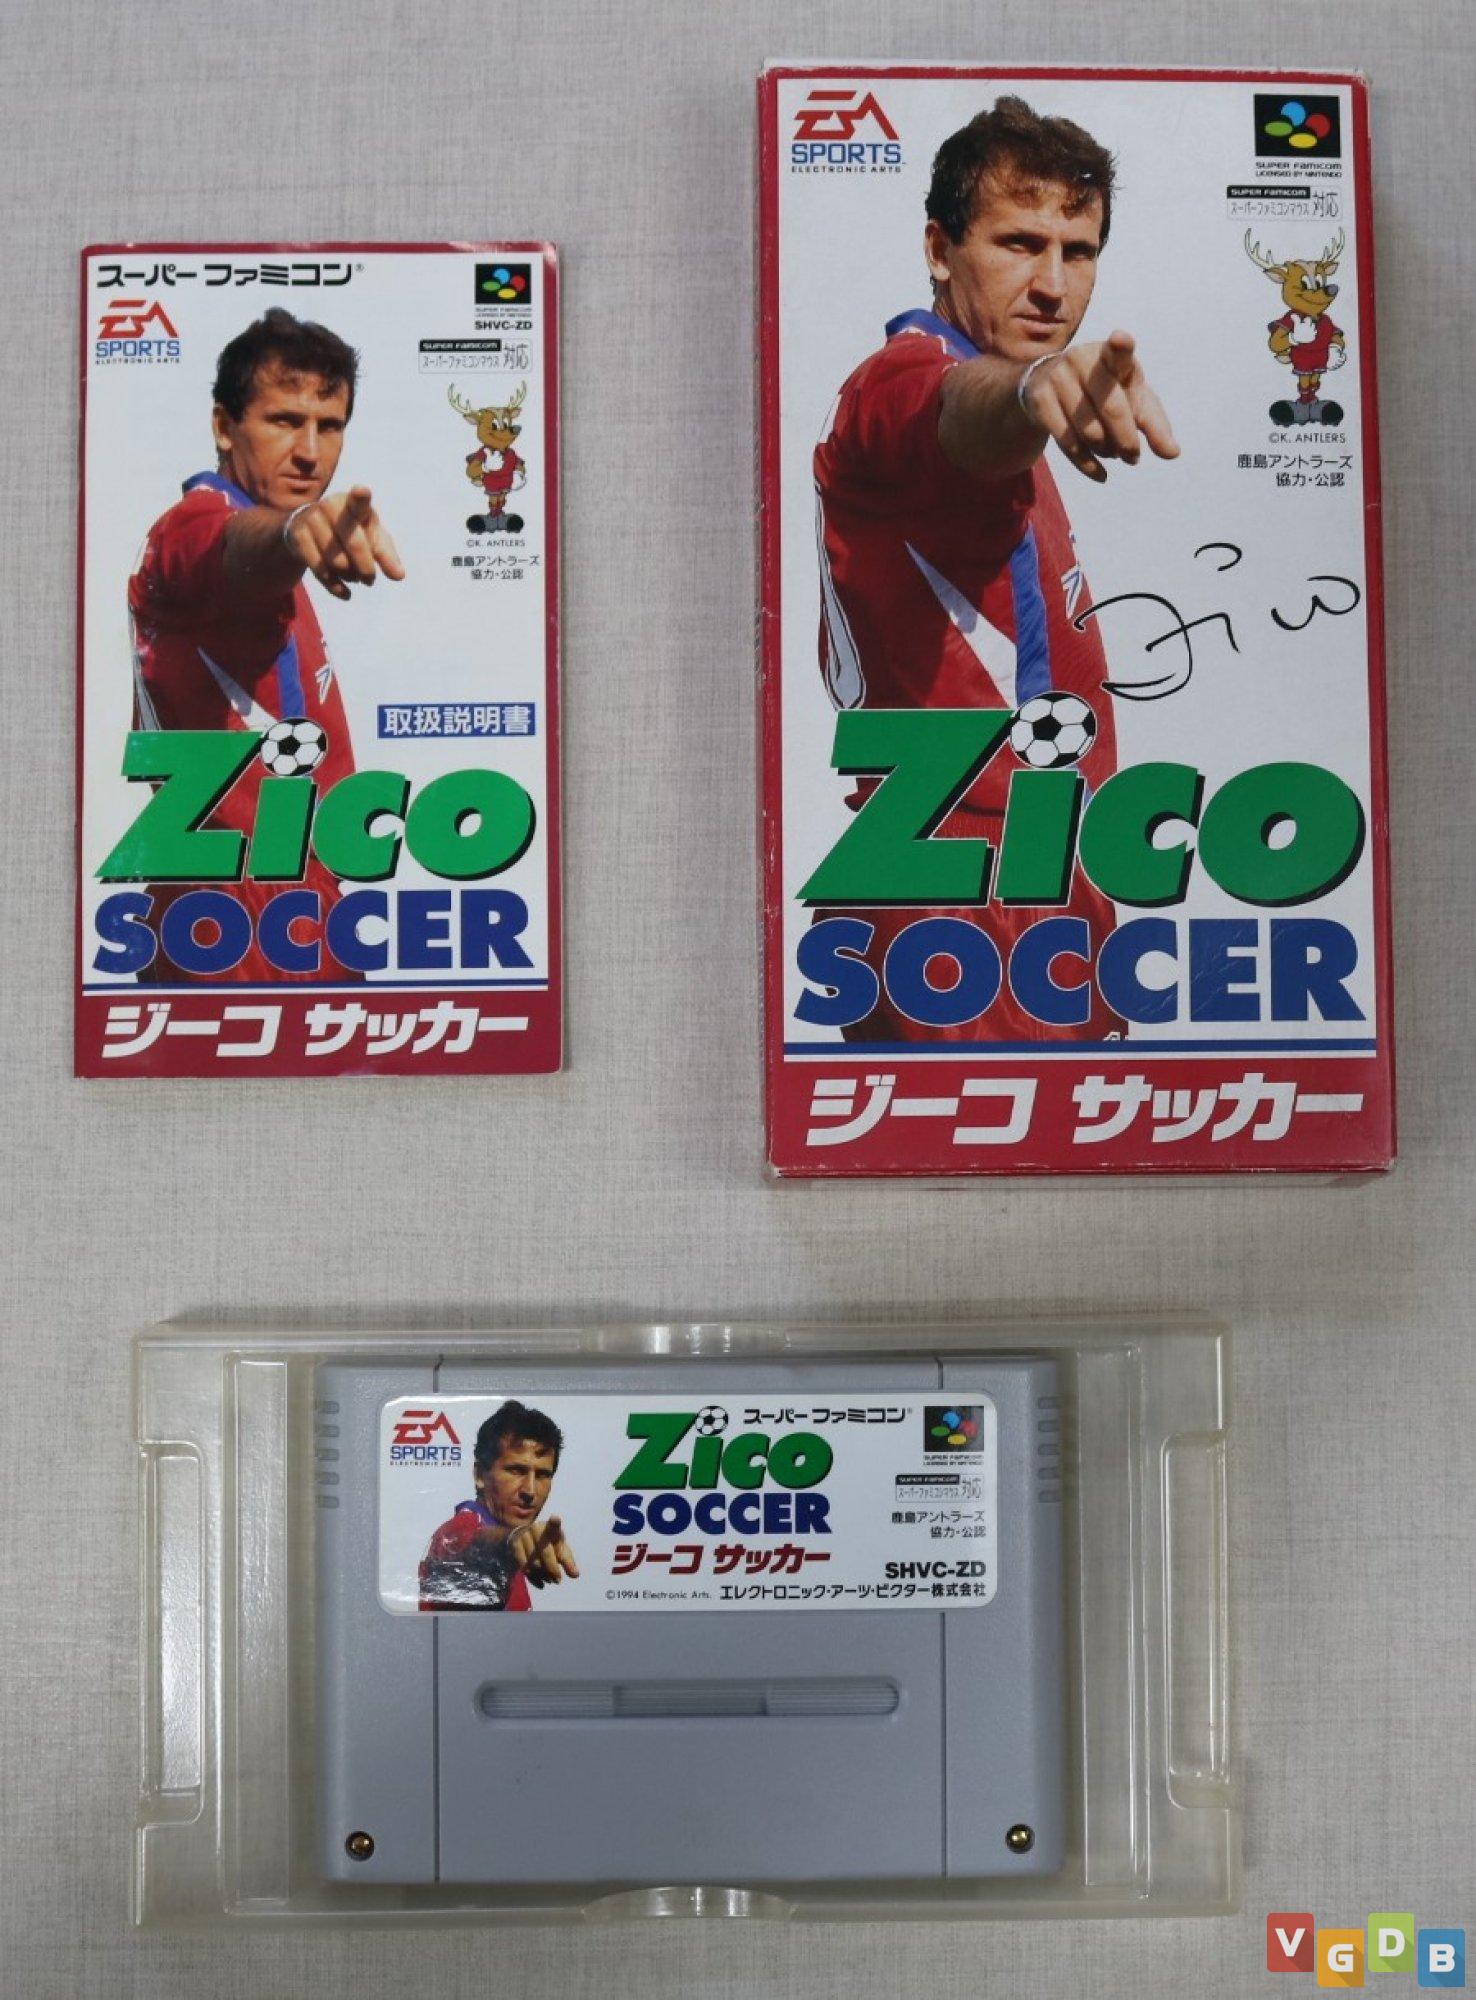 スーパーファミコン®
EA
SPORTS
ELECTRONIC ARTS
SUPER FAMICOM
LICENSED BY NINTENDO
SHVC-ZD
SUPER FAMICOM
スーパーファミコンマウス 対応
©K. ANTLERS
鹿島アントラーズ
協力・公認
取扱説明書
Zico
SOCCER
ジーコ サッカー
EA
SPORTS™
ELECTRONIC ARTS
SUPER FAMICOM
LICENSED BY NINTENDO
SUPER FAMICOM
スーパーファミコンマウス 対応
©K. ANTLERS
鹿島アントラーズ
協力・公認
Zico
Zico
SOCCER
ジーコ サッカー
EA
SPORTS
ELECTRONIC ARTS
Zico
SOCCER
ジーコ サッカー
スーパーファミコン®
SUPER FAMICOM
LICENSED BY NINTENDO
SUPER FAMICOM
スーパーファミコンマウス 対応
鹿島アントラーズ
協力・公認
SHVC-ZD
©1994 Electronic Arts. エレクトロニック・アーツ・ビクター株式会社
VGDB